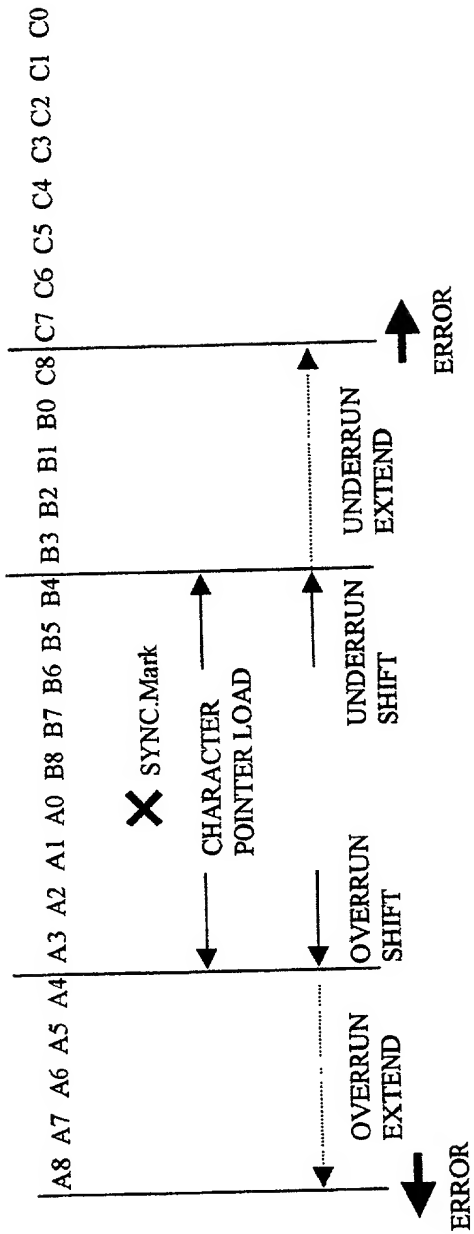 A8 A7 A6 A5 A4 A3 A2 A1 A0 B8 B7 B6 B5 B4 B3 B2 B1 B0 C8 C7 C6 C5 C4 C3 C2 C1 C0
SYNC.Mark
CHARACTER
POINTER LOAD
OVERRUN
EXTEND
OVERRUN
SHIFT
UNDERRUN
SHIFT
UNDERRUN
EXTEND
ERROR
ERROR